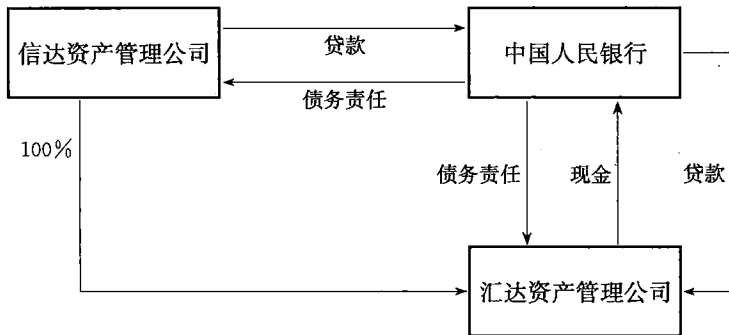 信达资产管理公司
贷款
中国人民银行
债务责任
100%
债务责任
现金
贷款
汇达资产管理公司